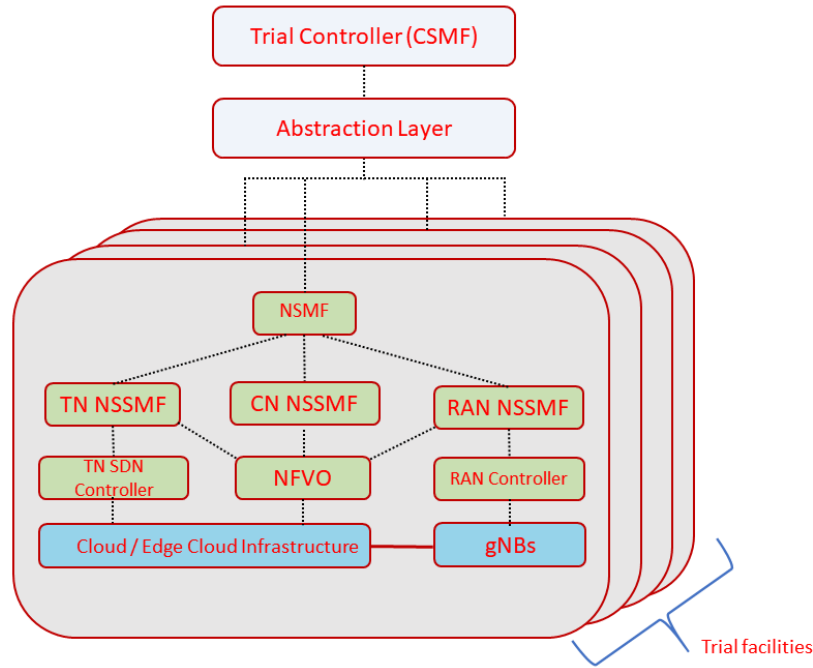 Trial Controller (CSMF)
Abstraction Layer
NSMF
TN NSSMF
CN NSSMF
RAN NSSMF
TN SDN
Controller
NFVO
RAN Controller
Cloud / Edge Cloud Infrastructure
gNBs
Trial facilities